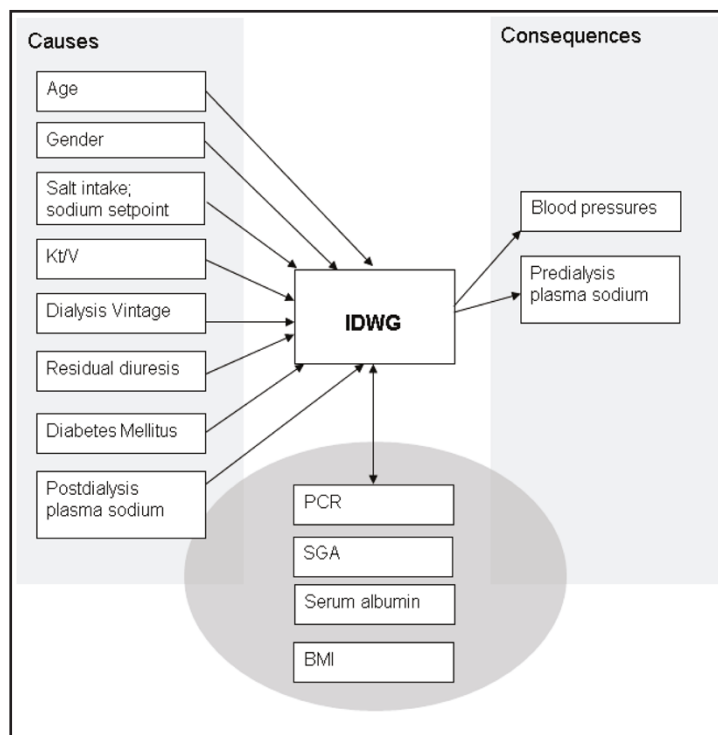 Causes
Age
Gender
Salt intake;
sodium setpoint
Kt/V
Dialysis Vintage
Residual diuresis
Diabetes Mellitus
Postdialysis
plasma sodium
IDWG
Consequences
Blood pressures
Predialysis
plasma sodium
PCR
SGA
Serum albumin
BMI